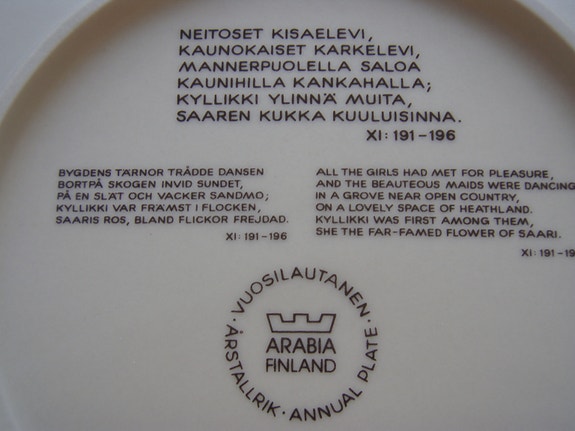 NEITOSET KISAELEVI,
KAUNOKAISET KARKELEVI,
MANNERPUOLELLA SALOA
KAUNIHILLA KANKAHALLA;
KYLLIKKI YLINNÄ MUITA,
SAAREN KUKKA KUULUISINNA.
XI: 191-196
BYGDENS TÄRNOR TRÅDDE DANSEN
BORTPÅ SKOGEN INVID SUNDET,
PÅ EN SLÄT OCH VACKER SANDMO;
KYLLIKKI VAR FRÄMST I FLOCKEN,
SAARIS ROS, BLAND FLICKOR FREJDAD.
XI: 191-196
ALL THE GIRLS HAD MET FOR PLEASURE,
AND THE BEAUTEOUS MAIDS WERE DANCING
IN A GROVE NEAR OPEN COUNTRY,
ON A LOVELY SPACE OF HEATHLAND.
KYLLIKKI WAS FIRST AMONG THEM,
SHE THE FAR-FAMED FLOWER OF SAARI.
XI: 191-19
VUOSILAUTANEN ·
ÅRSTALLRIK ·
ANNUAL PLATE ·
ARABIA
FINLAND